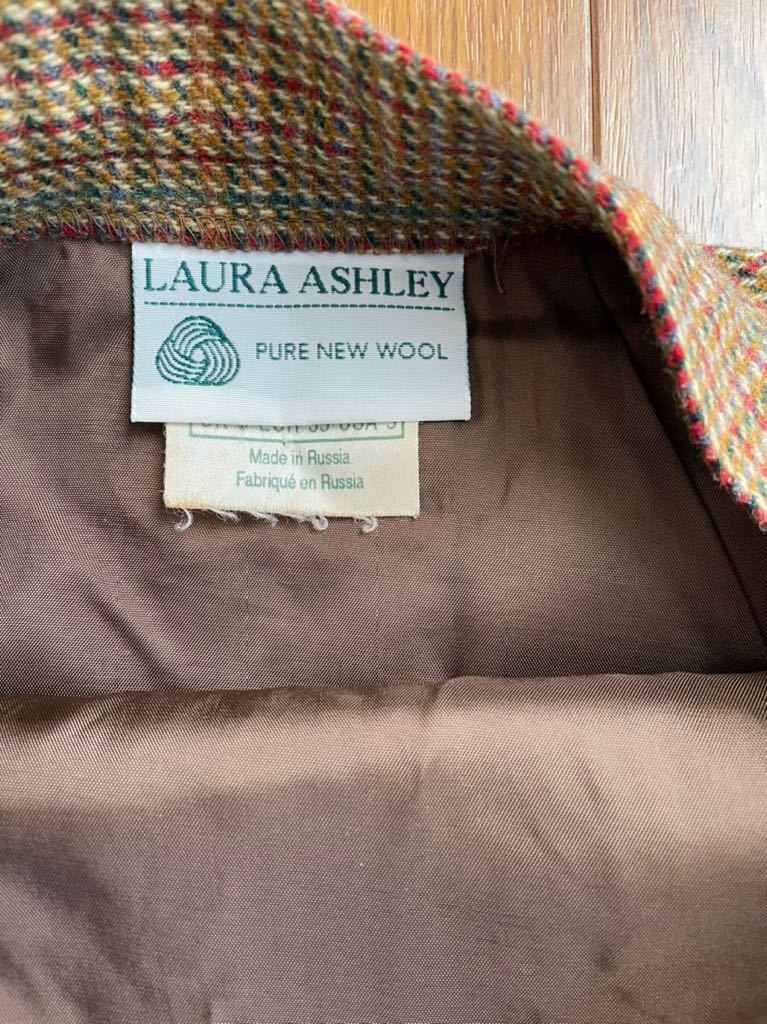 LAURA ASHLEY
PURE NEW WOOL
Made in Russia
Fabriqué en Russia